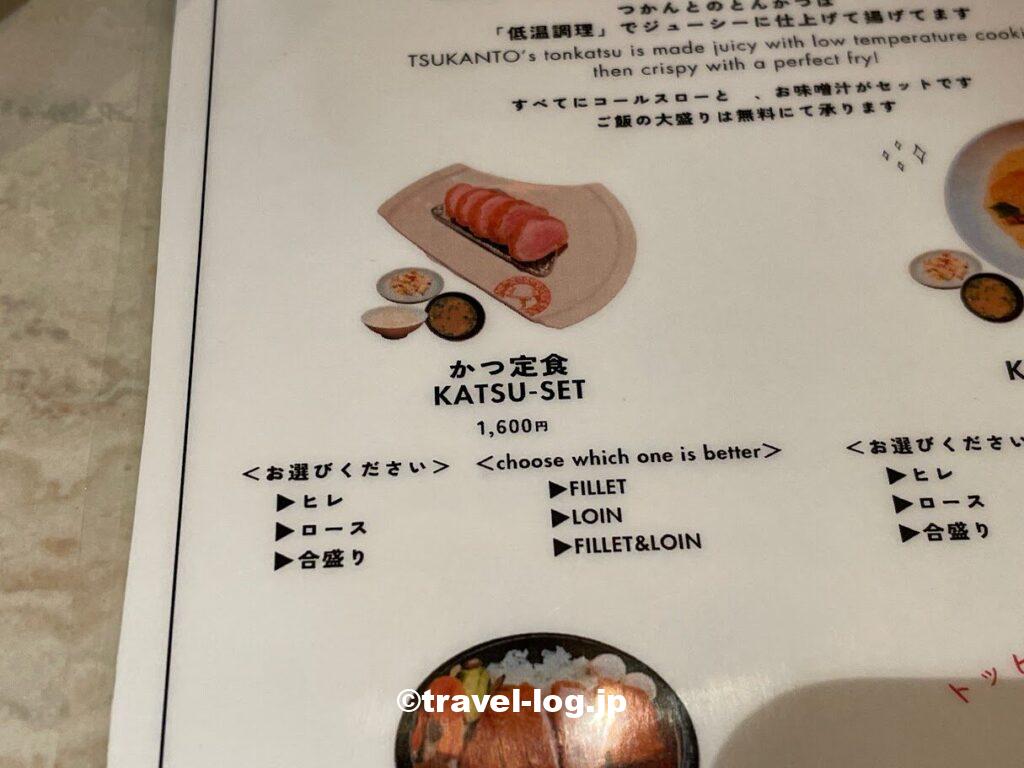 つかんとのとんかつは
「低温調理」でジューシーに仕上げて揚げてます
TSUKANTO's tonkatsu is made juicy with low temperature
then crispy with a perfect fry!
すべてにコールスローと 、お味噌汁がセットです
ご飯の大盛りは無料にて承ります
かつ定食
KATSU-SET
1,600円
＜お選びください＞ ＜choose which one is better＞
▶ヒレ ▶FILLET
▶ロース ▶LOIN
▶合盛り ▶FILLET&LOIN
K
＜お選びください
▶ヒレ
▶ロース
▶合盛り
トッピ
©travel-log.jp